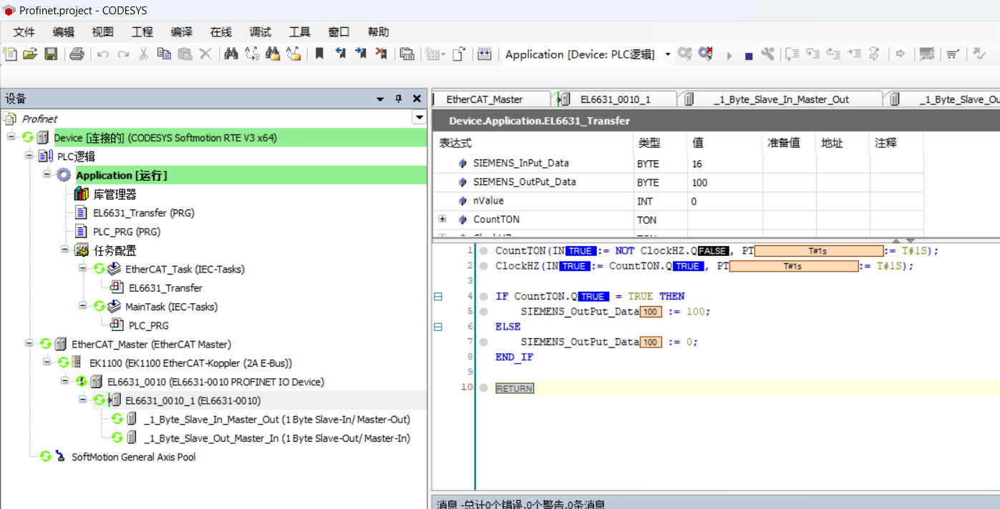 Profinet.project - CODESYS
文件 编辑 视图 工程 编译 在线 调试 工具 窗口 帮助
Application [Device: PLC逻辑]
设备
Profinet
Device [连接的] (CODESYS Softmotion RTE V3 x64)
PLC逻辑
Application [运行]
库管理器
EL6631_Transfer (PRG)
PLC_PRG (PRG)
任务配置
EtherCAT_Task (IEC-Tasks)
EL6631_Transfer
MainTask (IEC-Tasks)
PLC_PRG
EtherCAT_Master (EtherCAT Master)
EK1100 (EK1100 EtherCAT-Koppler (2A E-Bus))
EL6631_0010 (EL6631-0010 PROFINET IO Device)
EL6631_0010_1 (EL6631-0010)
_1_Byte_Slave_In_Master_Out (1 Byte Slave-In/ Master-Out)
_1_Byte_Slave_Out_Master_In (1 Byte Slave-Out/ Master-In)
SoftMotion General Axis Pool
EtherCAT_Master EL6631_0010_1 _1_Byte_Slave_In_Master_Out _1_Byte_Slave_Ou
Device.Application.EL6631_Transfer
表达式 类型 值 准备值 地址 注释
SIEMENS_InPut_Data BYTE 16
SIEMENS_OutPut_Data BYTE 100
nValue INT 0
CountTON TON
1 CountTON(IN TRUE := NOT ClockHZ.Q FALSE , PT T#1s := T#1S);
2 ClockHZ(IN TRUE := CountTON.Q TRUE , PT T#1s := T#1S);
3
4 IF CountTON.Q TRUE = TRUE THEN
5 SIEMENS_OutPut_Data 100 := 100;
6 ELSE
7 SIEMENS_OutPut_Data 100 := 0;
8 END_IF
9
10 RETURN
消息 -总计0个错误,0个警告,0条消息